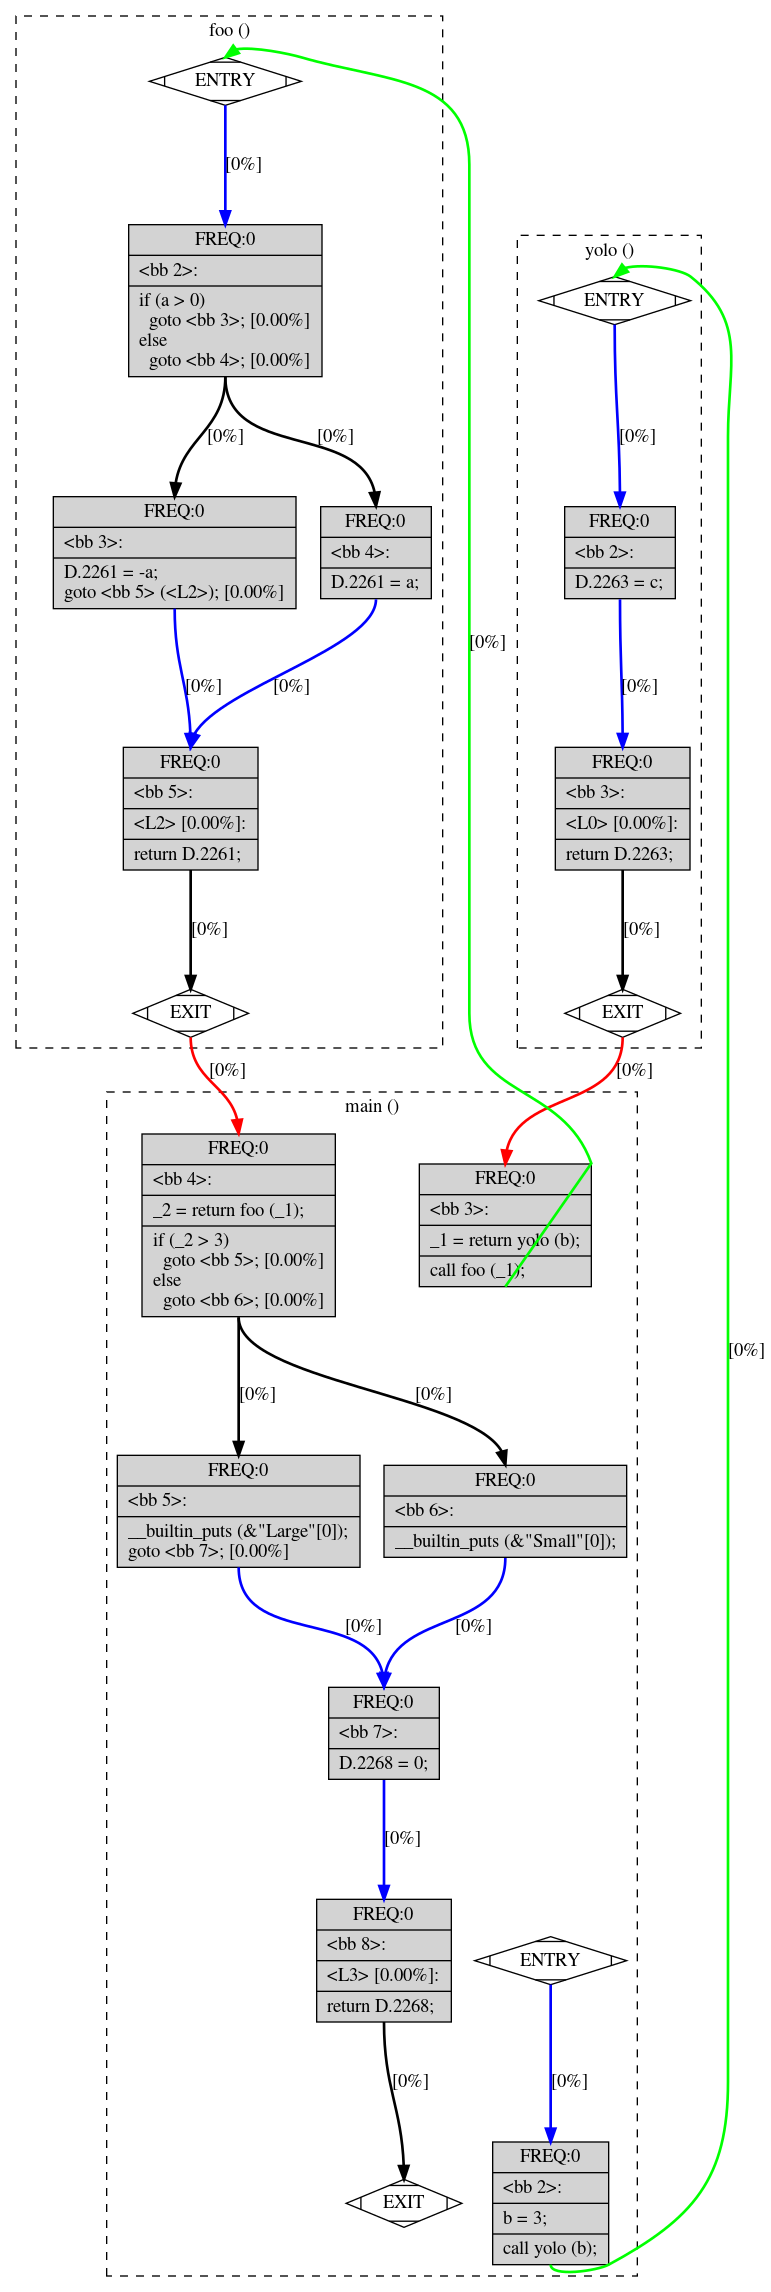 foo ()
ENTRY
[0%]
FREQ:0
<bb 2>:
if (a > 0)
goto <bb 3>; [0.00%]
else
goto <bb 4>; [0.00%]
[0%]
[0%]
FREQ:0
<bb 3>:
D.2261 = -a;
goto <bb 5> (<L2>); [0.00%]
FREQ:0
<bb 4>:
D.2261 = a;
[0%]
[0%]
FREQ:0
<bb 5>:
<L2> [0.00%]:
return D.2261;
[0%]
EXIT
[0%]
[0%]
yolo ()
ENTRY
[0%]
FREQ:0
<bb 2>:
D.2263 = c;
[0%]
FREQ:0
<bb 3>:
<L0> [0.00%]:
return D.2263;
[0%]
EXIT
[0%]
main ()
FREQ:0
<bb 4>:
_2 = return foo (_1);
if (_2 > 3)
goto <bb 5>; [0.00%]
else
goto <bb 6>; [0.00%]
FREQ:0
<bb 3>:
_1 = return yolo (b);
call foo (_1);
[0%]
[0%]
[0%]
FREQ:0
<bb 5>:
__builtin_puts (&"Large"[0]);
goto <bb 7>; [0.00%]
FREQ:0
<bb 6>:
__builtin_puts (&"Small"[0]);
[0%]
[0%]
FREQ:0
<bb 7>:
D.2268 = 0;
[0%]
FREQ:0
<bb 8>:
<L3> [0.00%]:
return D.2268;
[0%]
EXIT
ENTRY
[0%]
FREQ:0
<bb 2>:
b = 3;
call yolo (b);